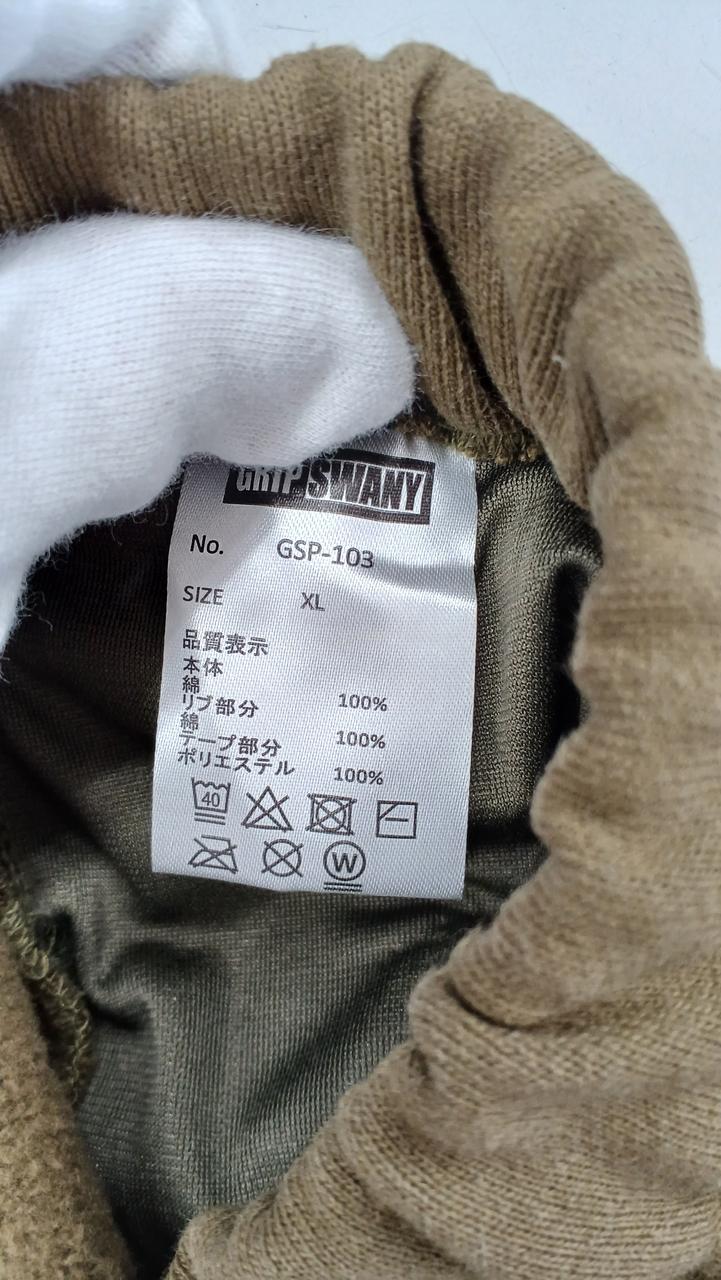 GRIP SWANY
No. GSP-103
SIZE XL
品質表示
本体
綿 100%
リブ部分
綿 100%
テープ部分
ポリエステル 100%
40
W